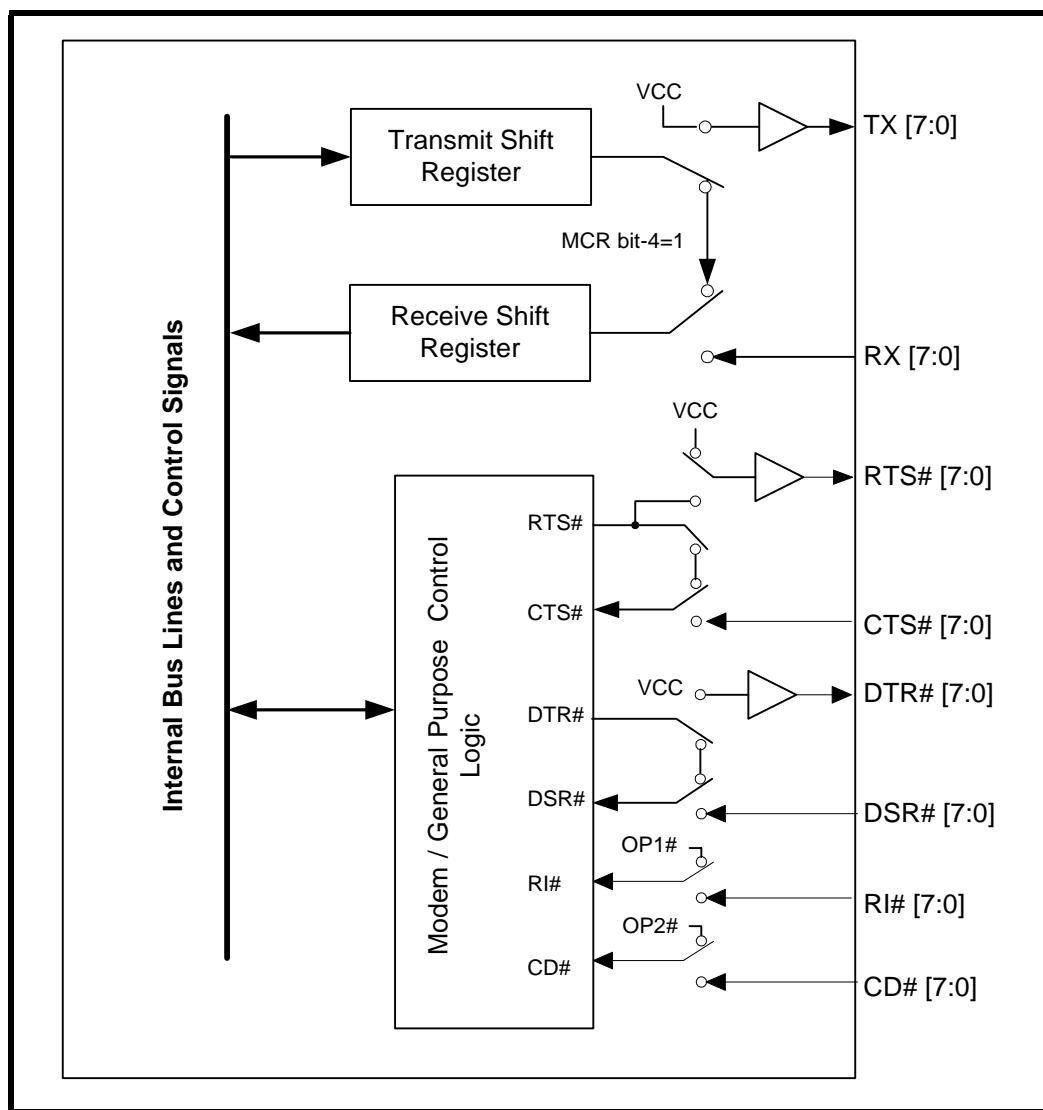 VCC
TX [7:0]
Transmit Shift
Register
MCR bit-4=1
Receive Shift
Register
RX [7:0]
Internal Bus Lines and Control Signals
VCC
RTS# [7:0]
RTS#
CTS#
CTS# [7:0]
Modem / General Purpose Control
Logic
VCC
DTR# [7:0]
DTR#
DSR#
DSR# [7:0]
OP1#
RI#
RI# [7:0]
OP2#
CD#
CD# [7:0]